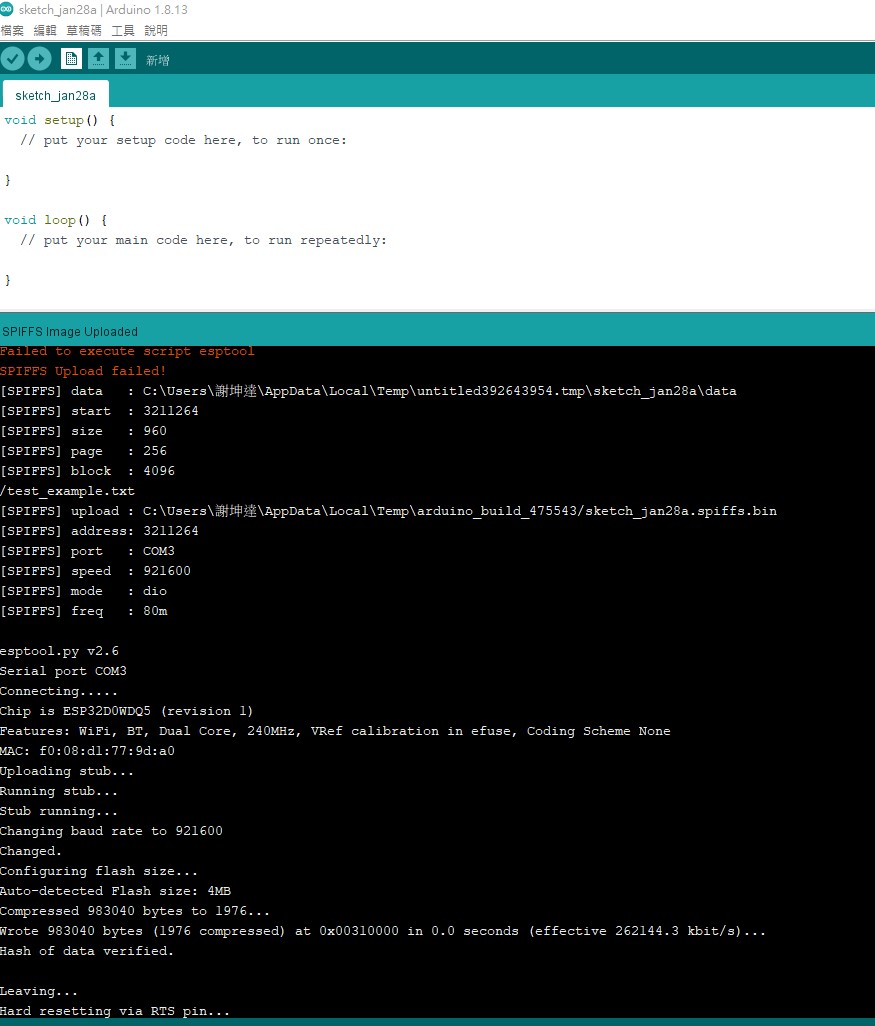 sketch_jan28a | Arduino 1.8.13
檔案 編輯 草稿碼 工具 說明
新增
sketch_jan28a
void setup() {
  // put your setup code here, to run once:
}
void loop() {
  // put your main code here, to run repeatedly:
}
SPIFFS Image Uploaded
Failed to execute script esptool
SPIFFS Upload failed!
[SPIFFS] data   : C:\Users\謝坤達\AppData\Local\Temp\untitled392643954.tmp\sketch_jan28a\data
[SPIFFS] start  : 3211264
[SPIFFS] size   : 960
[SPIFFS] page   : 256
[SPIFFS] block  : 4096
/test_example.txt
[SPIFFS] upload : C:\Users\謝坤達\AppData\Local\Temp\arduino_build_475543/sketch_jan28a.spiffs.bin
[SPIFFS] address: 3211264
[SPIFFS] port   : COM3
[SPIFFS] speed  : 921600
[SPIFFS] mode   : dio
[SPIFFS] freq   : 80m
esptool.py v2.6
Serial port COM3
Connecting.....
Chip is ESP32D0WDQ5 (revision 1)
Features: WiFi, BT, Dual Core, 240MHz, VRef calibration in efuse, Coding Scheme None
MAC: f0:08:d1:77:9d:a0
Uploading stub...
Running stub...
Stub running...
Changing baud rate to 921600
Changed.
Configuring flash size...
Auto-detected Flash size: 4MB
Compressed 983040 bytes to 1976...
Wrote 983040 bytes (1976 compressed) at 0x00310000 in 0.0 seconds (effective 262144.3 kbit/s)...
Hash of data verified.
Leaving...
Hard resetting via RTS pin...